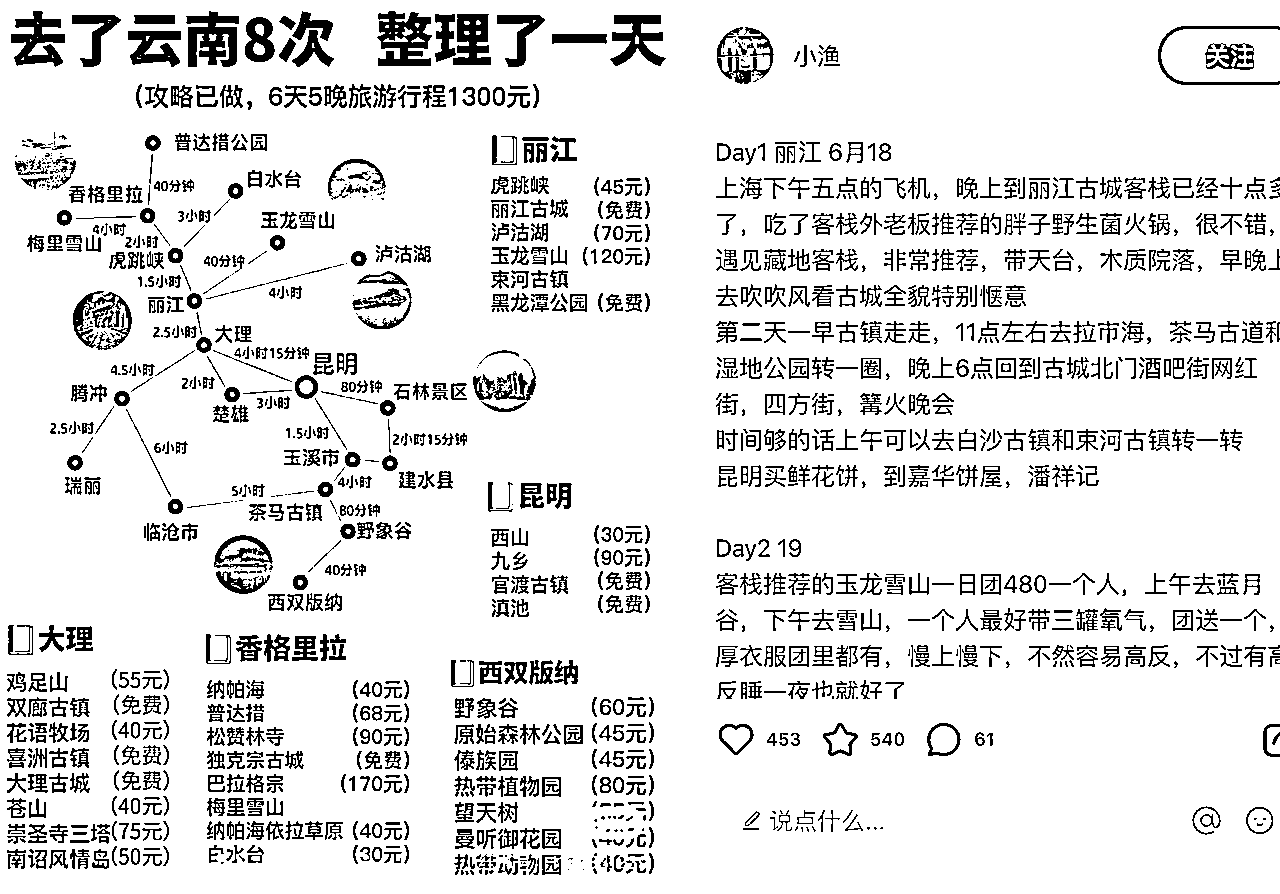 去了云南8次 整理了一天
（攻略已做，6天5晚旅游行程1300元）
普达措公园
白水台
香格里拉
40分钟
3小时
玉龙雪山
4小时
梅里雪山
2小时
虎跳峡
40分钟
泸沽湖
1.5小时
4小时
丽江
2.5小时
大理
4小时15分钟
昆明
4.5小时
80分钟
石林景区
腾冲
2小时
3小时
楚雄
2.5小时
6小时
1.5小时
2小时15分钟
玉溪市
瑞丽
建水县
5小时
4小时
茶马古镇
80分钟
临沧市
野象谷
40分钟
西双版纳
丽江
虎跳峡 （45元）
丽江古城 （免费）
泸沽湖 （70元）
玉龙雪山 （120元）
束河古镇
黑龙潭公园 （免费）
昆明
西山 （30元）
九乡 （90元）
官渡古镇 （免费）
滇池 （免费）
大理
鸡足山 （55元）
双廊古镇 （免费）
花语牧场 （40元）
喜洲古镇 （免费）
大理古城 （免费）
苍山 （40元）
崇圣寺三塔（75元）
南诏风情岛（50元）
香格里拉
纳帕海 （40元）
普达措 （68元）
松赞林寺 （90元）
独克宗古城 （免费）
巴拉格宗 （170元）
梅里雪山
纳帕海依拉草原 （40元）
白水台 （30元）
西双版纳
野象谷 （60元）
原始森林公园（45元）
傣族园 （45元）
热带植物园 （80元）
望天树
曼听御花园 （40元）
热带动物园 （40元）
小渔
关注
Day1 丽江 6月18
上海下午五点的飞机，晚上到丽江古城客栈已经十点多
了，吃了客栈外老板推荐的胖子野生菌火锅，很不错，
遇见藏地客栈，非常推荐，带天台，木质院落，早晚上
去吹吹风看古城全貌特别惬意
第二天一早古镇走走，11点左右去拉市海，茶马古道和
湿地公园转一圈，晚上6点回到古城北门酒吧街网红
街，四方街，篝火晚会
时间够的话上午可以去白沙古镇和束河古镇转一转
昆明买鲜花饼，到嘉华饼屋，潘祥记
Day2 19
客栈推荐的玉龙雪山一日团480一个人，上午去蓝月
谷，下午去雪山，一个人最好带三罐氧气，团送一个，
厚衣服团里都有，慢上慢下，不然容易高反，不过有高
反睡一夜也就好了
453 540 61
说点什么...